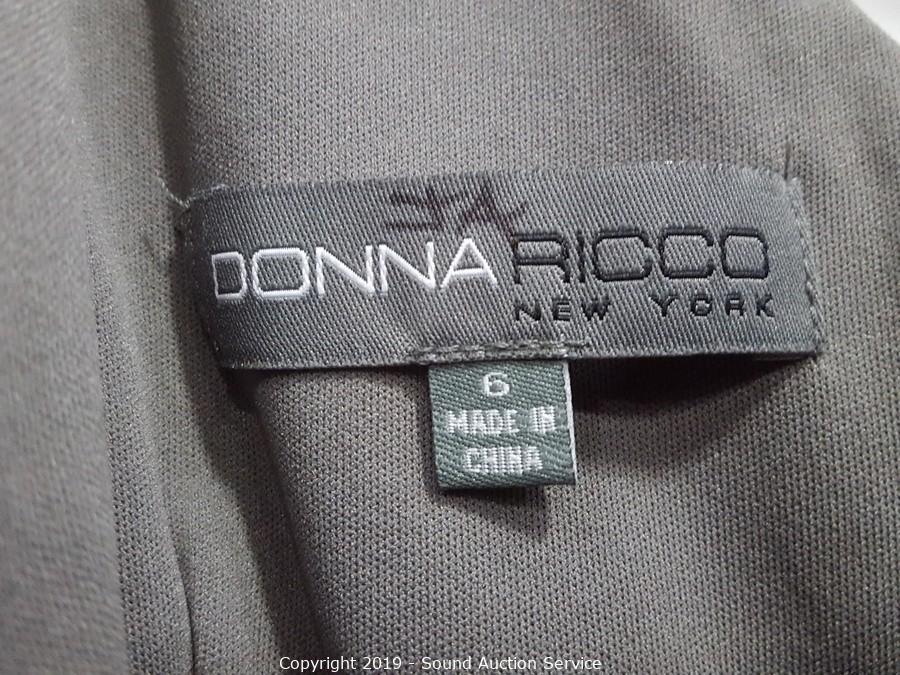 DONNA RICCO
NEW YORK
6
MADE IN
CHINA
Copyright 2019 - Sound Auction Service